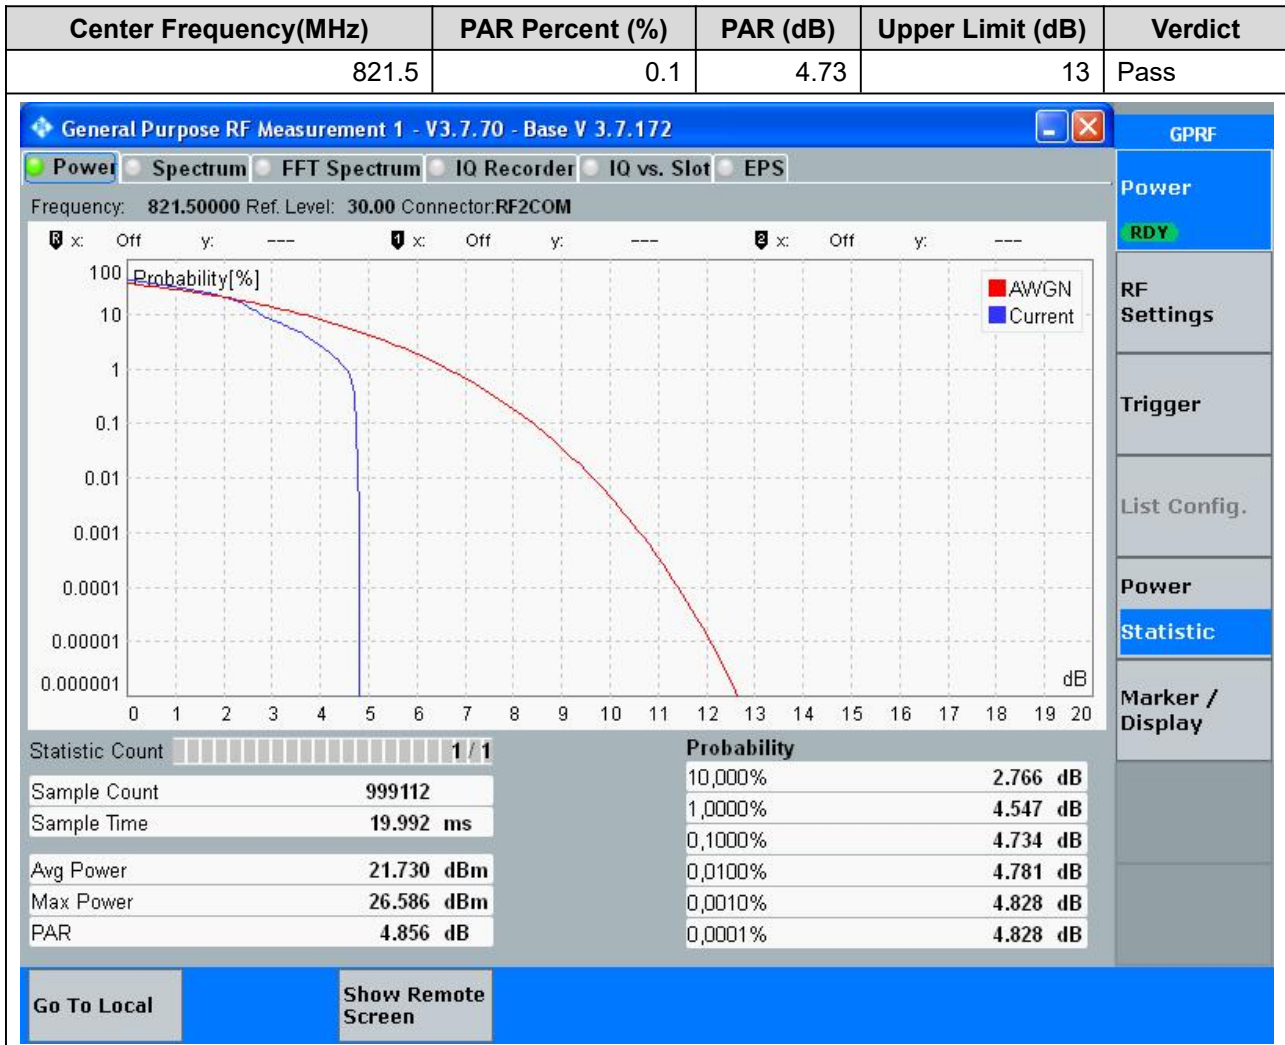 Center Frequency(MHz) PAR Percent (%) PAR (dB) Upper Limit (dB) Verdict
821.5 0.1 4.73 13 Pass
General Purpose RF Measurement 1 - V3.7.70 - Base V 3.7.172
GPRF
Power Spectrum FFT Spectrum IQ Recorder IQ vs. Slot EPS
Frequency: 821.50000 Ref. Level: 30.00 Connector:RF2COM
R x: Off y: --- 1 x: Off y: --- 2 x: Off y: ---
Probability[%]
100
10
1
0.1
0.01
0.001
0.0001
0.00001
0.000001
AWGN
Current
dB
0 1 2 3 4 5 6 7 8 9 10 11 12 13 14 15 16 17 18 19 20
Statistic Count 1 / 1
Sample Count 999112
Sample Time 19.992 ms
Avg Power 21.730 dBm
Max Power 26.586 dBm
PAR 4.856 dB
Probability
10,000% 2.766 dB
1,0000% 4.547 dB
0,1000% 4.734 dB
0,0100% 4.781 dB
0,0010% 4.828 dB
0,0001% 4.828 dB
Power
RDY
RF
Settings
Trigger
List Config.
Power
Statistic
Marker /
Display
Go To Local
Show Remote
Screen